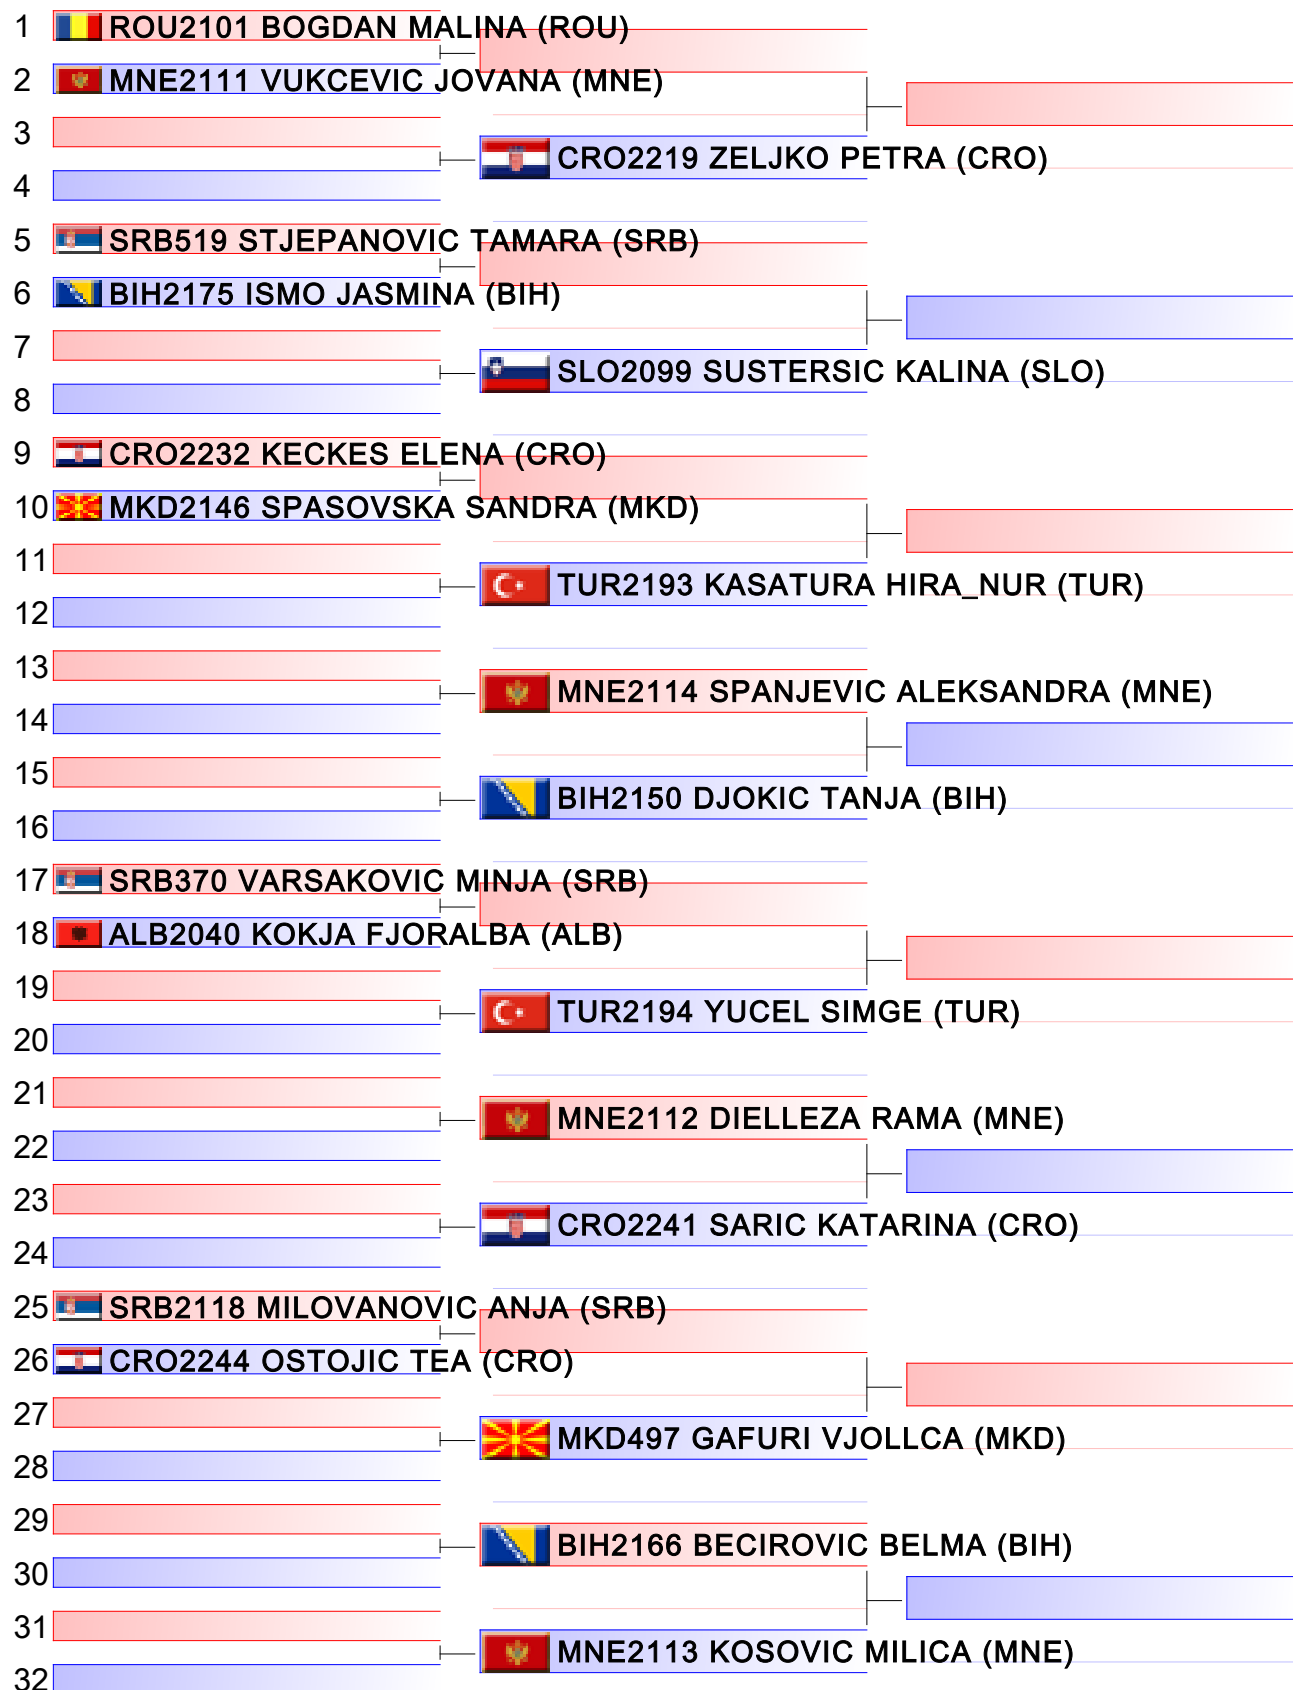 1 ROU2101 BOGDAN MALINA (ROU)
2 MNE2111 VUKCEVIC JOVANA (MNE)
3
CRO2219 ZELJKO PETRA (CRO)
4
5 SRB519 STJEPANOVIC TAMARA (SRB)
6 BIH2175 ISMO JASMINA (BIH)
7
SLO2099 SUSTERSIC KALINA (SLO)
8
9 CRO2232 KECKES ELENA (CRO)
10 MKD2146 SPASOVSKA SANDRA (MKD)
11
TUR2193 KASATURA HIRA_NUR (TUR)
12
13
MNE2114 SPANJEVIC ALEKSANDRA (MNE)
14
15
BIH2150 DJOKIC TANJA (BIH)
16
17 SRB370 VARSAKOVIC MINJA (SRB)
18 ALB2040 KOKJA FJORALBA (ALB)
19
TUR2194 YUCEL SIMGE (TUR)
20
21
MNE2112 DIELLEZA RAMA (MNE)
22
23
CRO2241 SARIC KATARINA (CRO)
24
25 SRB2118 MILOVANOVIC ANJA (SRB)
26 CRO2244 OSTOJIC TEA (CRO)
27
MKD497 GAFURI VJOLLCA (MKD)
28
29
BIH2166 BECIROVIC BELMA (BIH)
30
31
MNE2113 KOSOVIC MILICA (MNE)
32